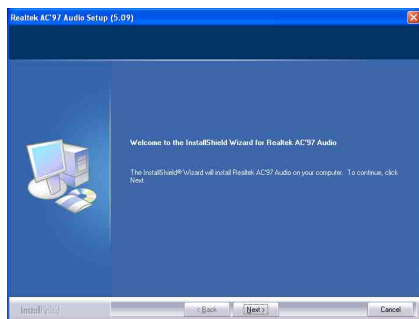 Realtek AC'97 Audio Setup (5.09)
Welcome to the InstallShield Wizard for Realtek AC'97 Audio
The InstallShield® Wizard will install Realtek AC'97 Audio on your computer. To continue, click
Next.
InstallShield
< Back Next > Cancel